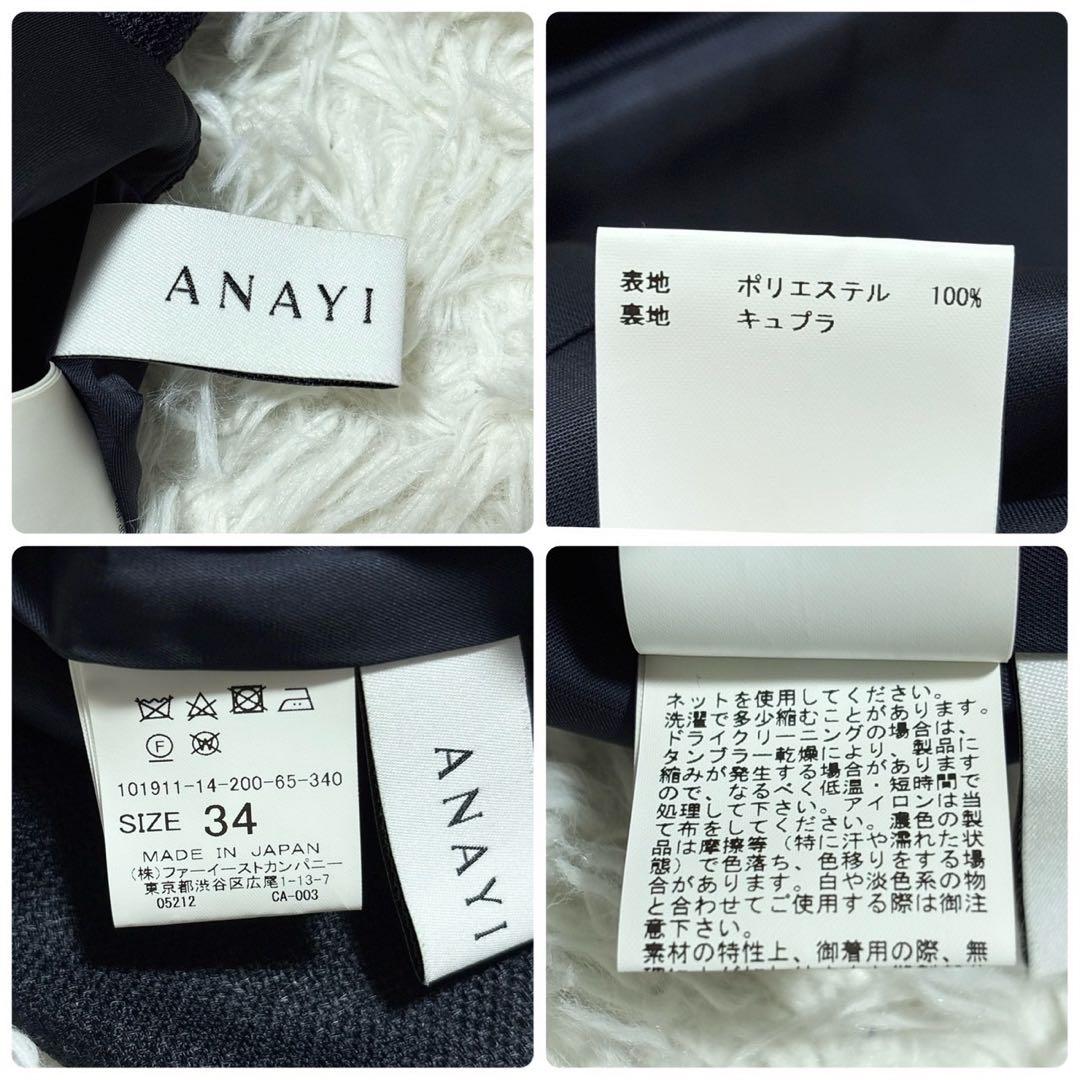 ANAYI
表地 ポリエステル 100%
裏地 キュプラ
101911-14-200-65-340
SIZE 34
MADE IN JAPAN
(株)ファーイーストカンパニー
東京都渋谷区広尾1-13-7
05212 CA-003
ANAYI
ネットを使用してください。
洗濯で多少縮むことがあります。
ドライクリーニングの場合は、
タンブラー乾燥により、製品に
縮みが発生する場合があります
ので、なるべく低温・短時間で
処理して下さい。アイロンは当
て布をしてください。濃色の製
品は摩擦等（特に汗や濡れた状
態）で色落ち、色移りをする場
合があります。白や淡色系の物
と合わせてご使用する際は御注
意下さい。
素材の特性上、御着用の際、無